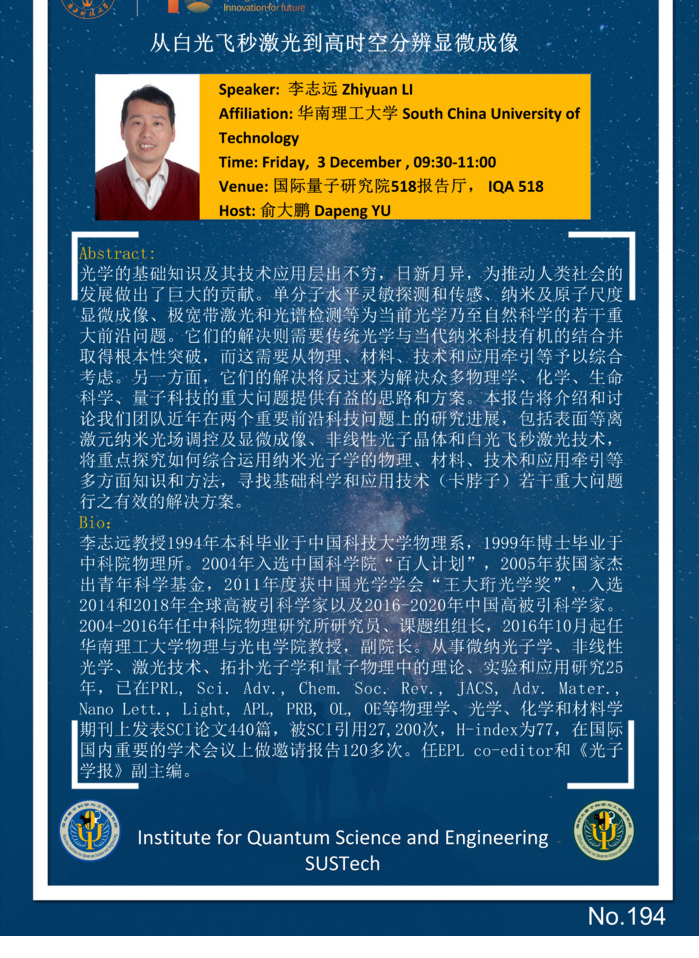 Innovation for future
从白光飞秒激光到高时空分辨显微成像
Speaker: 李志远 Zhiyuan LI
Affiliation: 华南理工大学 South China University of
Technology
Time: Friday, 3 December , 09:30-11:00
Venue: 国际量子研究院518报告厅， IQA 518
Host: 俞大鹏 Dapeng YU
Abstract:
光学的基础知识及其技术应用层出不穷，日新月异，为推动人类社会的
发展做出了巨大的贡献。单分子水平灵敏探测和传感、纳米及原子尺度
显微成像、极宽带激光和光谱检测等为当前光学乃至自然科学的若干重
大前沿问题。它们的解决则需要传统光学与当代纳米科技有机的结合并
取得根本性突破，而这需要从物理、材料、技术和应用牵引等予以综合
考虑。另一方面，它们的解决将反过来为解决众多物理学、化学、生命
科学、量子科技的重大问题提供有益的思路和方案。本报告将介绍和讨
论我们团队近年在两个重要前沿科技问题上的研究进展，包括表面等离
激元纳米光场调控及显微成像、非线性光子晶体和白光飞秒激光技术，
将重点探究如何综合运用纳米光子学的物理、材料、技术和应用牵引等
多方面知识和方法，寻找基础科学和应用技术（卡脖子）若干重大问题
行之有效的解决方案。
Bio:
李志远教授1994年本科毕业于中国科技大学物理系，1999年博士毕业于
中科院物理所。2004年入选中国科学院“百人计划”，2005年获国家杰
出青年科学基金，2011年度获中国光学学会“王大珩光学奖”，入选
2014和2018年全球高被引科学家以及2016-2020年中国高被引科学家。
2004-2016年任中科院物理研究所研究员、课题组组长，2016年10月起任
华南理工大学物理与光电学院教授，副院长。从事微纳光子学、非线性
光学、激光技术、拓扑光子学和量子物理中的理论、实验和应用研究25
年，已在PRL, Sci. Adv., Chem. Soc. Rev., JACS, Adv. Mater.,
Nano Lett., Light, APL, PRB, OL, OE等物理学、光学、化学和材料学
期刊上发表SCI论文440篇，被SCI引用27,200次，H-index为77，在国际
国内重要的学术会议上做邀请报告120多次。任EPL co-editor和《光子
学报》副主编。
Institute for Quantum Science and Engineering
SUSTech
No.194